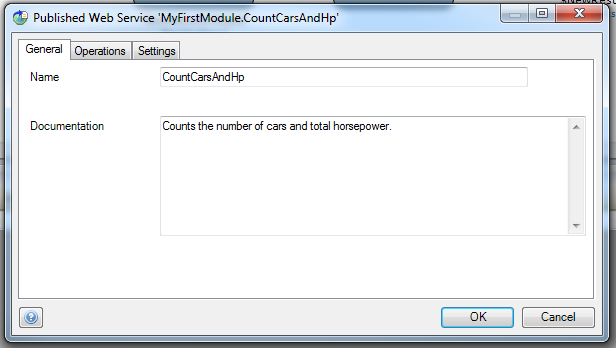 Published Web Service 'MyFirstModule.CountCarsAndHp'
General Operations Settings
Name CountCarsAndHp
Documentation Counts the number of cars and total horsepower.
OK Cancel